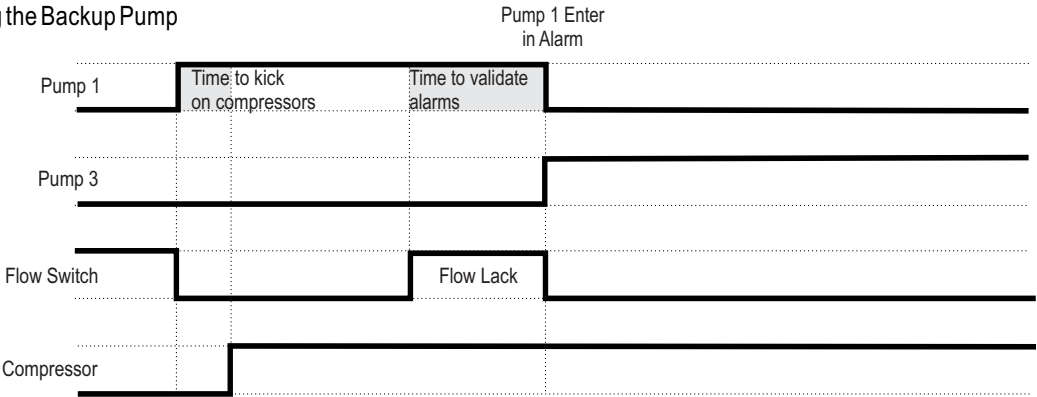 the Backup Pump
Pump 1 Enter
in Alarm
Pump 1
Time to kick
on compressors
Time to validate
alarms
Pump 3
Flow Switch
Flow Lack
Compressor